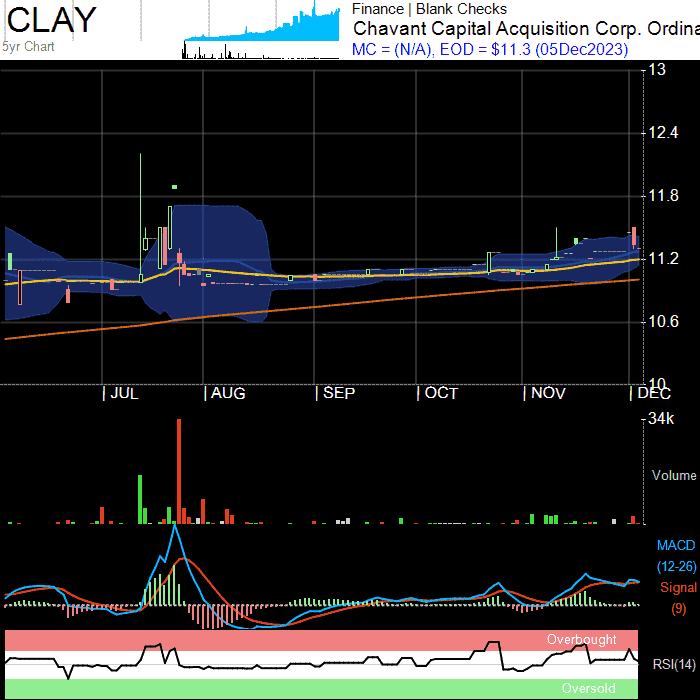 CLAY
5yr Chart
Finance | Blank Checks
Chavant Capital Acquisition Corp. Ordina
MC = (N/A), EOD = $11.3 (05Dec2023)
13
12.4
11.8
11.2
10.6
10
JUL AUG SEP OCT NOV DEC
34k
Volume
MACD
(12-26)
Signal
(9)
Overbought
RSI(14)
Oversold